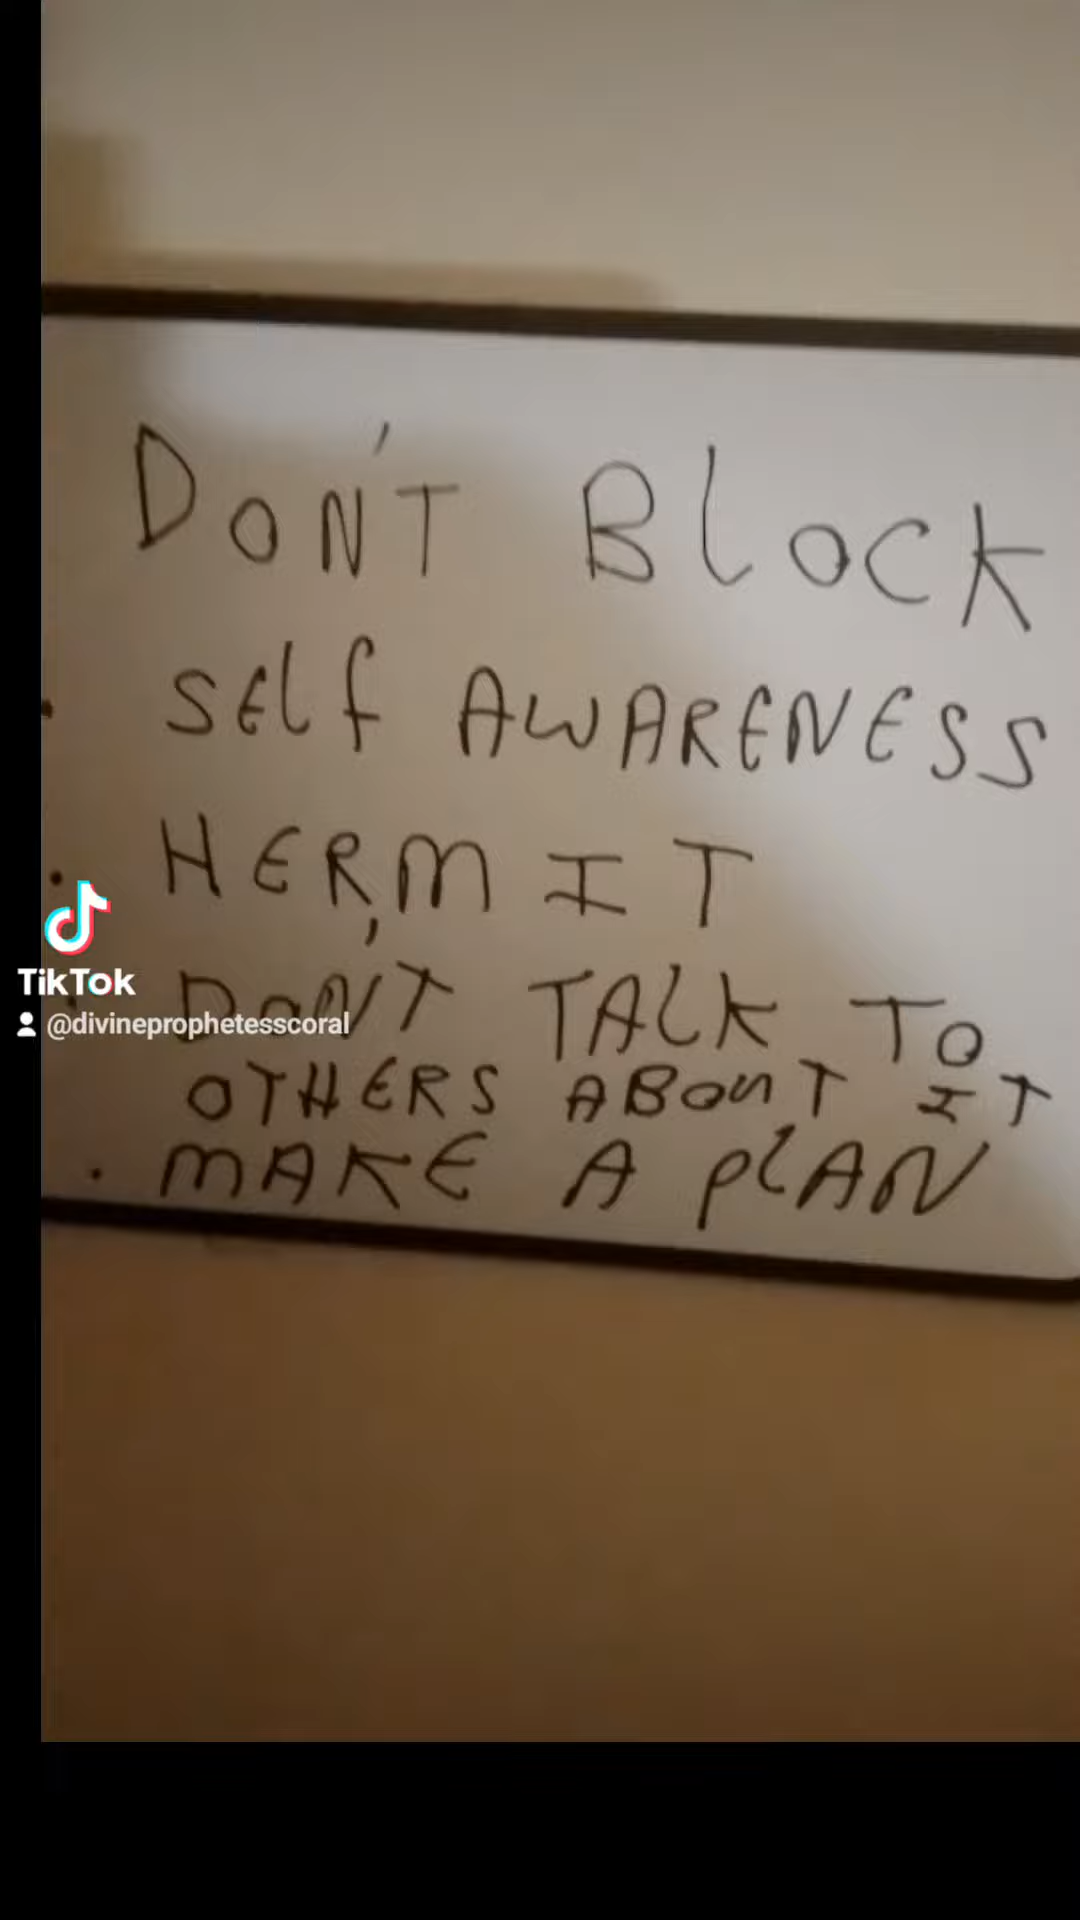 DON'T BlOCK
. SElf AWARENESS
. HERMIT
TikTok
. DON'T TALK TO
@divineprophetesscoral
OTHERS ABOUT IT
. MAKE A PlAN